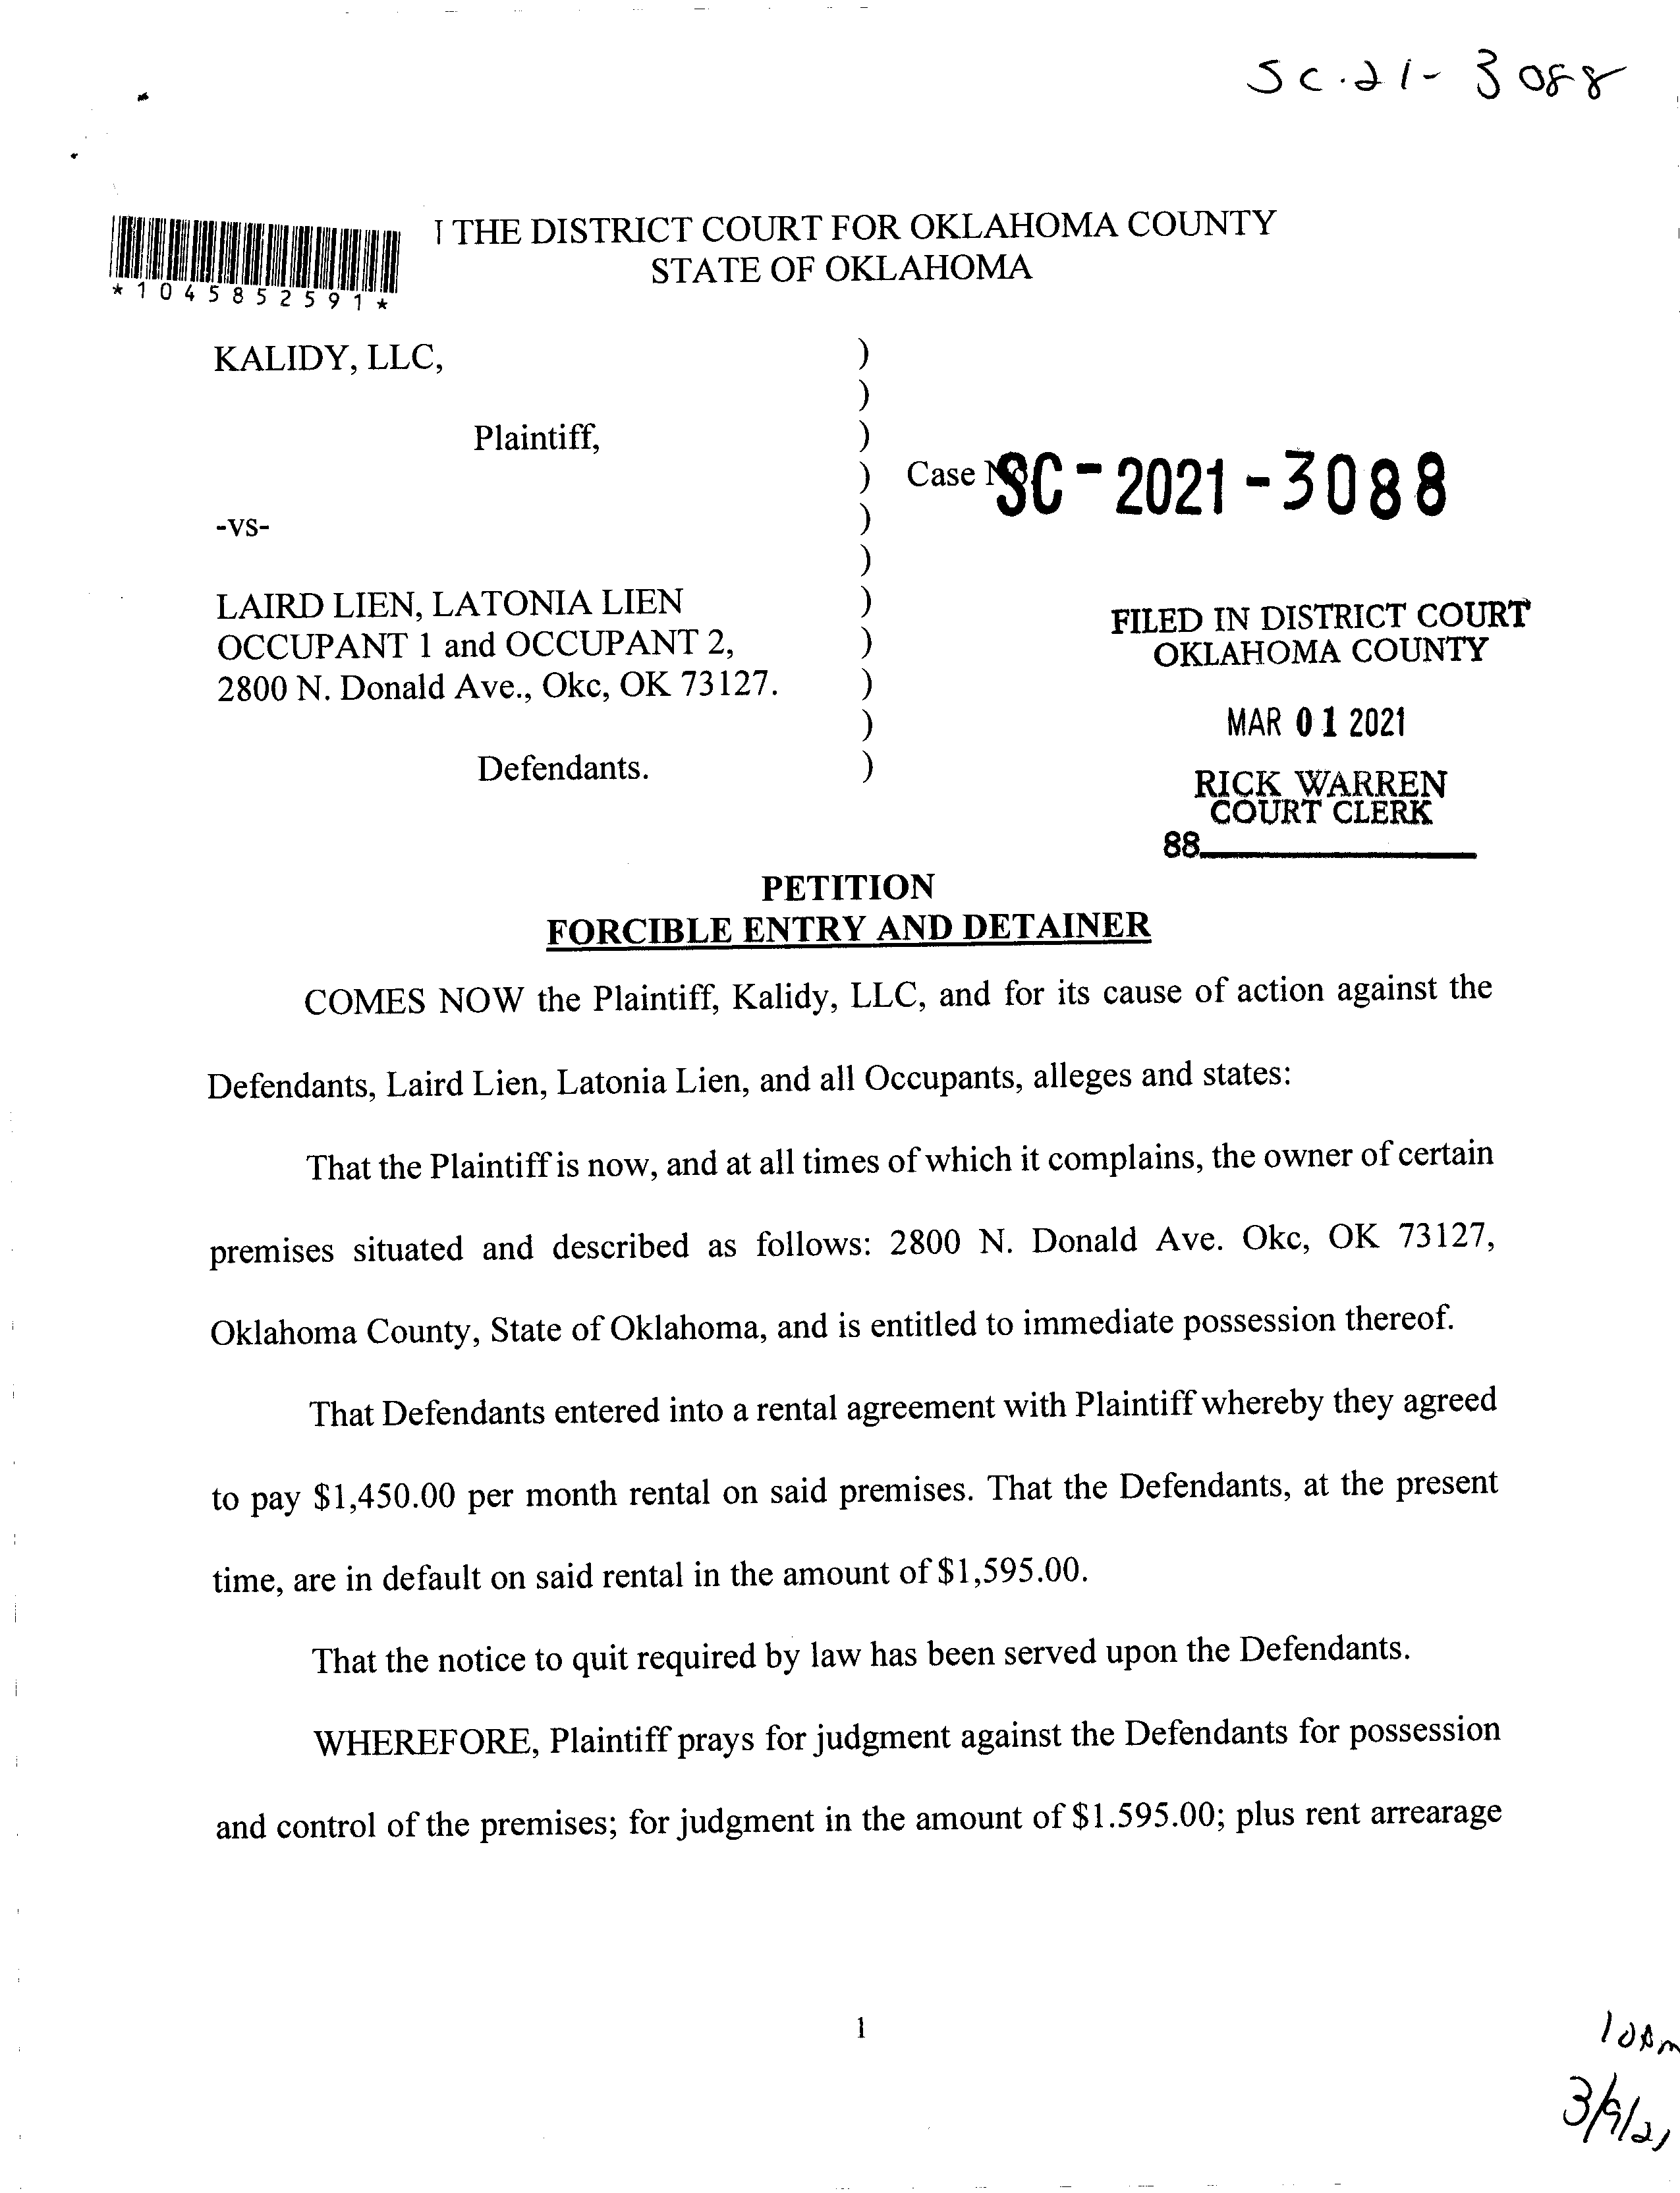 SC-21-3088
THE DISTRICT COURT FOR OKLAHOMA COUNTY
STATE OF OKLAHOMA
*1045852591*
KALIDY, LLC, )
)
Plaintiff, )
) Case No SC-2021-3088
-vs- )
)
LAIRD LIEN, LATONIA LIEN )
OCCUPANT 1 and OCCUPANT 2, )
2800 N. Donald Ave., Okc, OK 73127. )
)
Defendants. )
FILED IN DISTRICT COURT
OKLAHOMA COUNTY
MAR 01 2021
RICK WARREN
COURT CLERK
88
PETITION
FORCIBLE ENTRY AND DETAINER
COMES NOW the Plaintiff, Kalidy, LLC, and for its cause of action against the
Defendants, Laird Lien, Latonia Lien, and all Occupants, alleges and states:
That the Plaintiff is now, and at all times of which it complains, the owner of certain
premises situated and described as follows: 2800 N. Donald Ave. Okc, OK 73127,
Oklahoma County, State of Oklahoma, and is entitled to immediate possession thereof.
That Defendants entered into a rental agreement with Plaintiff whereby they agreed
to pay $1,450.00 per month rental on said premises. That the Defendants, at the present
time, are in default on said rental in the amount of $1,595.00.
That the notice to quit required by law has been served upon the Defendants.
WHEREFORE, Plaintiff prays for judgment against the Defendants for possession
and control of the premises; for judgment in the amount of $1.595.00; plus rent arrearage
1
10Am
3/9/21